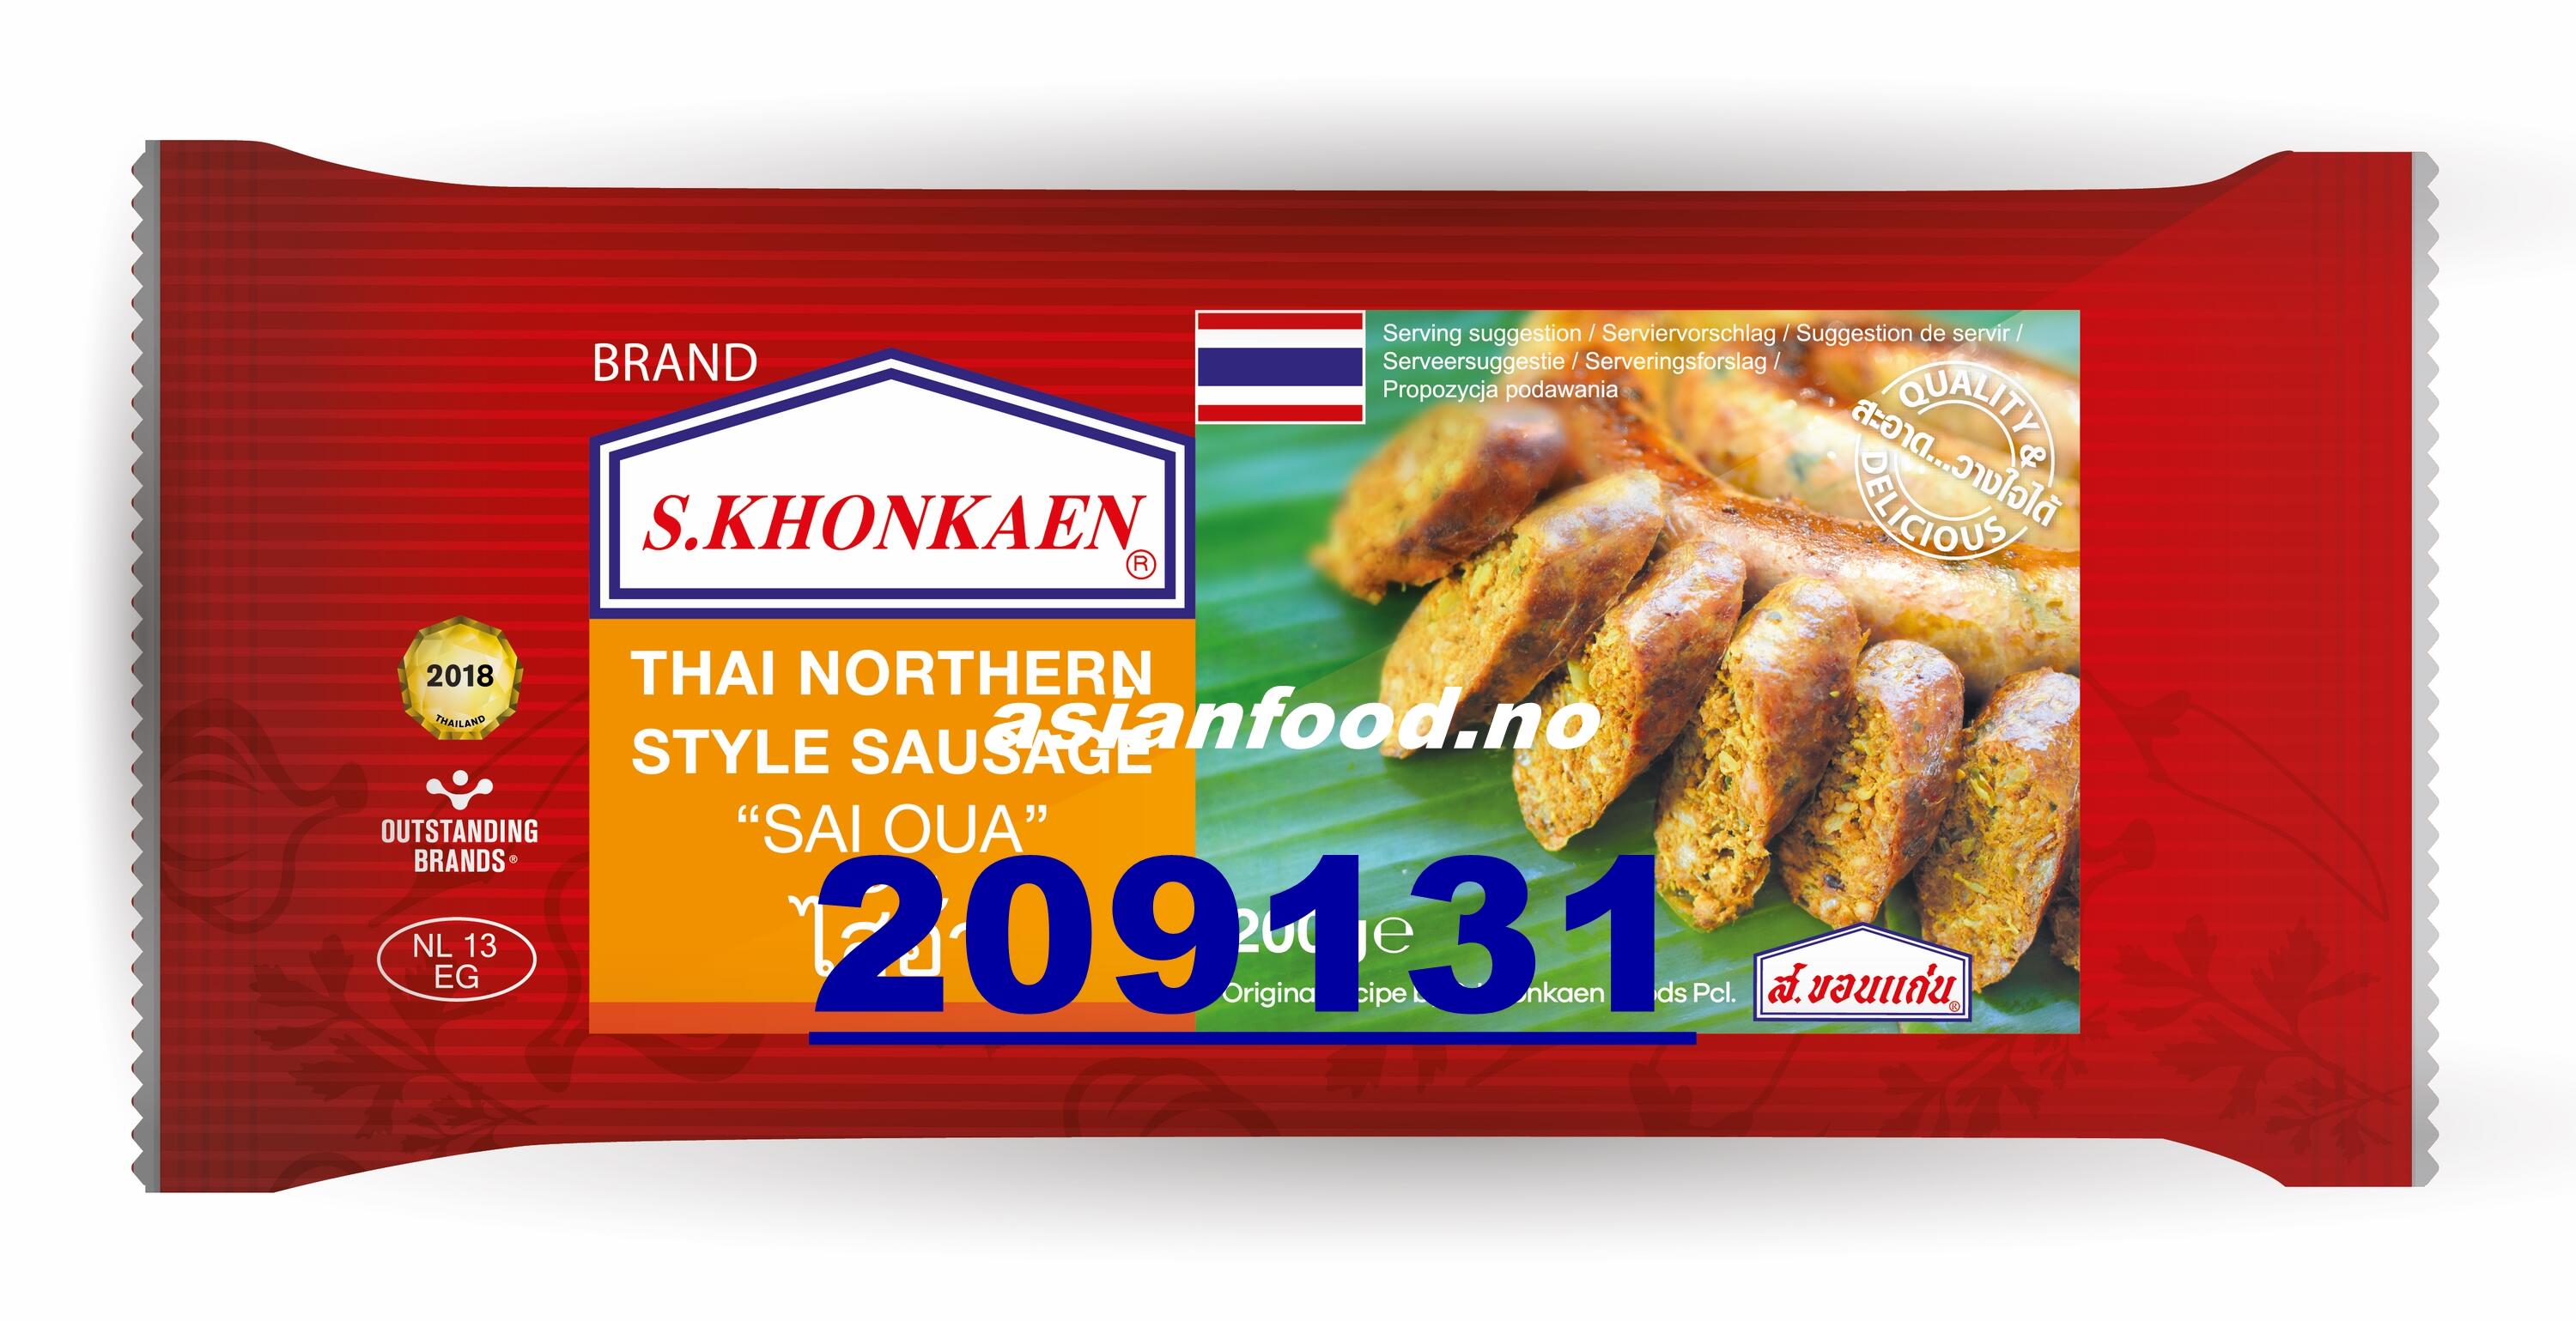 BRAND
S.KHONKAEN®
THAI NORTHERN
STYLE SAUSAGE
“SAI OUA”
Serving suggestion / Serviervorschlag / Suggestion de servir /
Serveersuggestie / Serveringsforslag /
Propozycja podawania
QUALITY &
สะอาด...วางใจได้
DELICIOUS
asianfood.no
2018
THAILAND
OUTSTANDING
BRANDS®
NL 13
EG
209131
Pcl.
ส.ขอนแก่น®